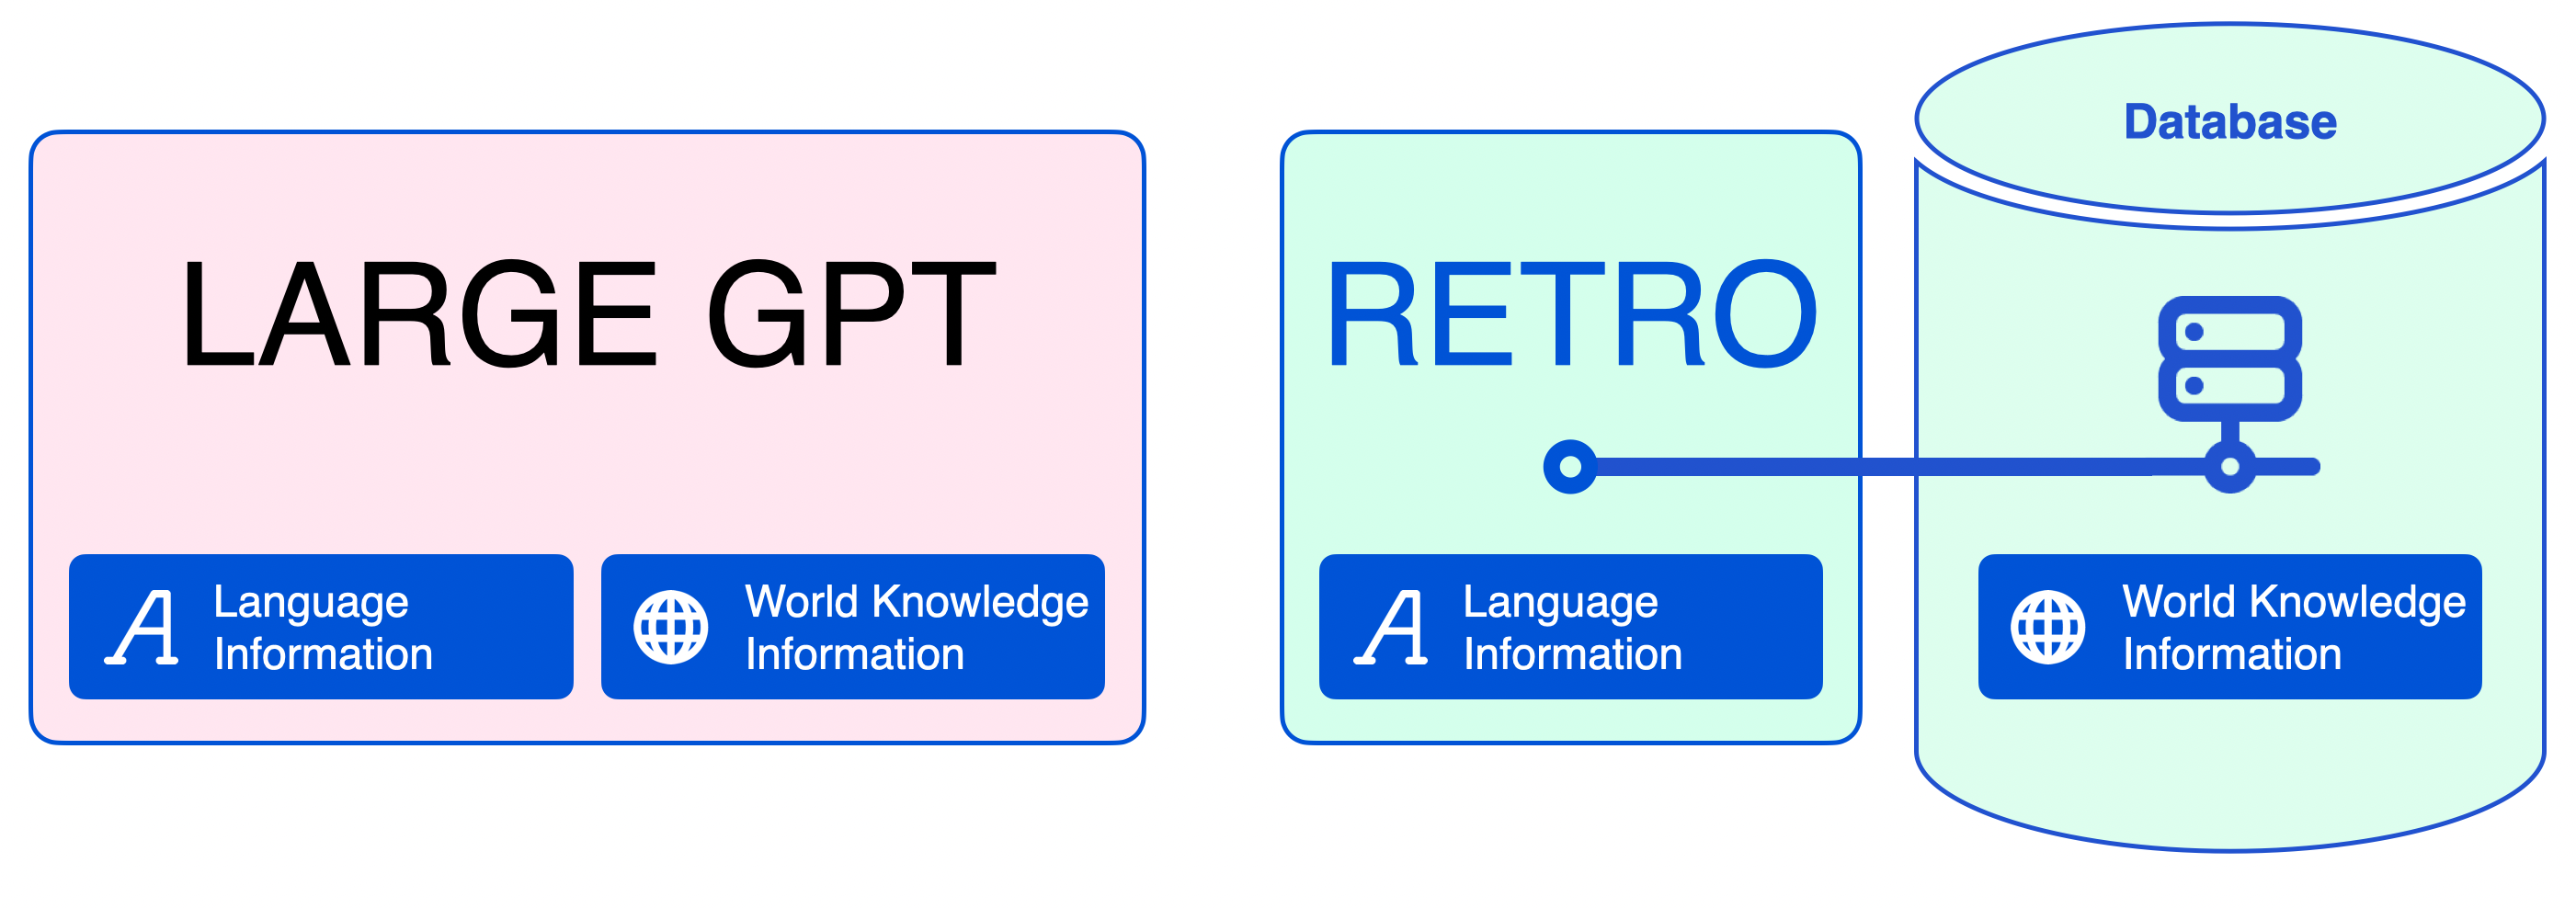 Database
LARGE GPT
RETRO
Language
Information
World Knowledge
Information
Language
Information
World Knowledge
Information